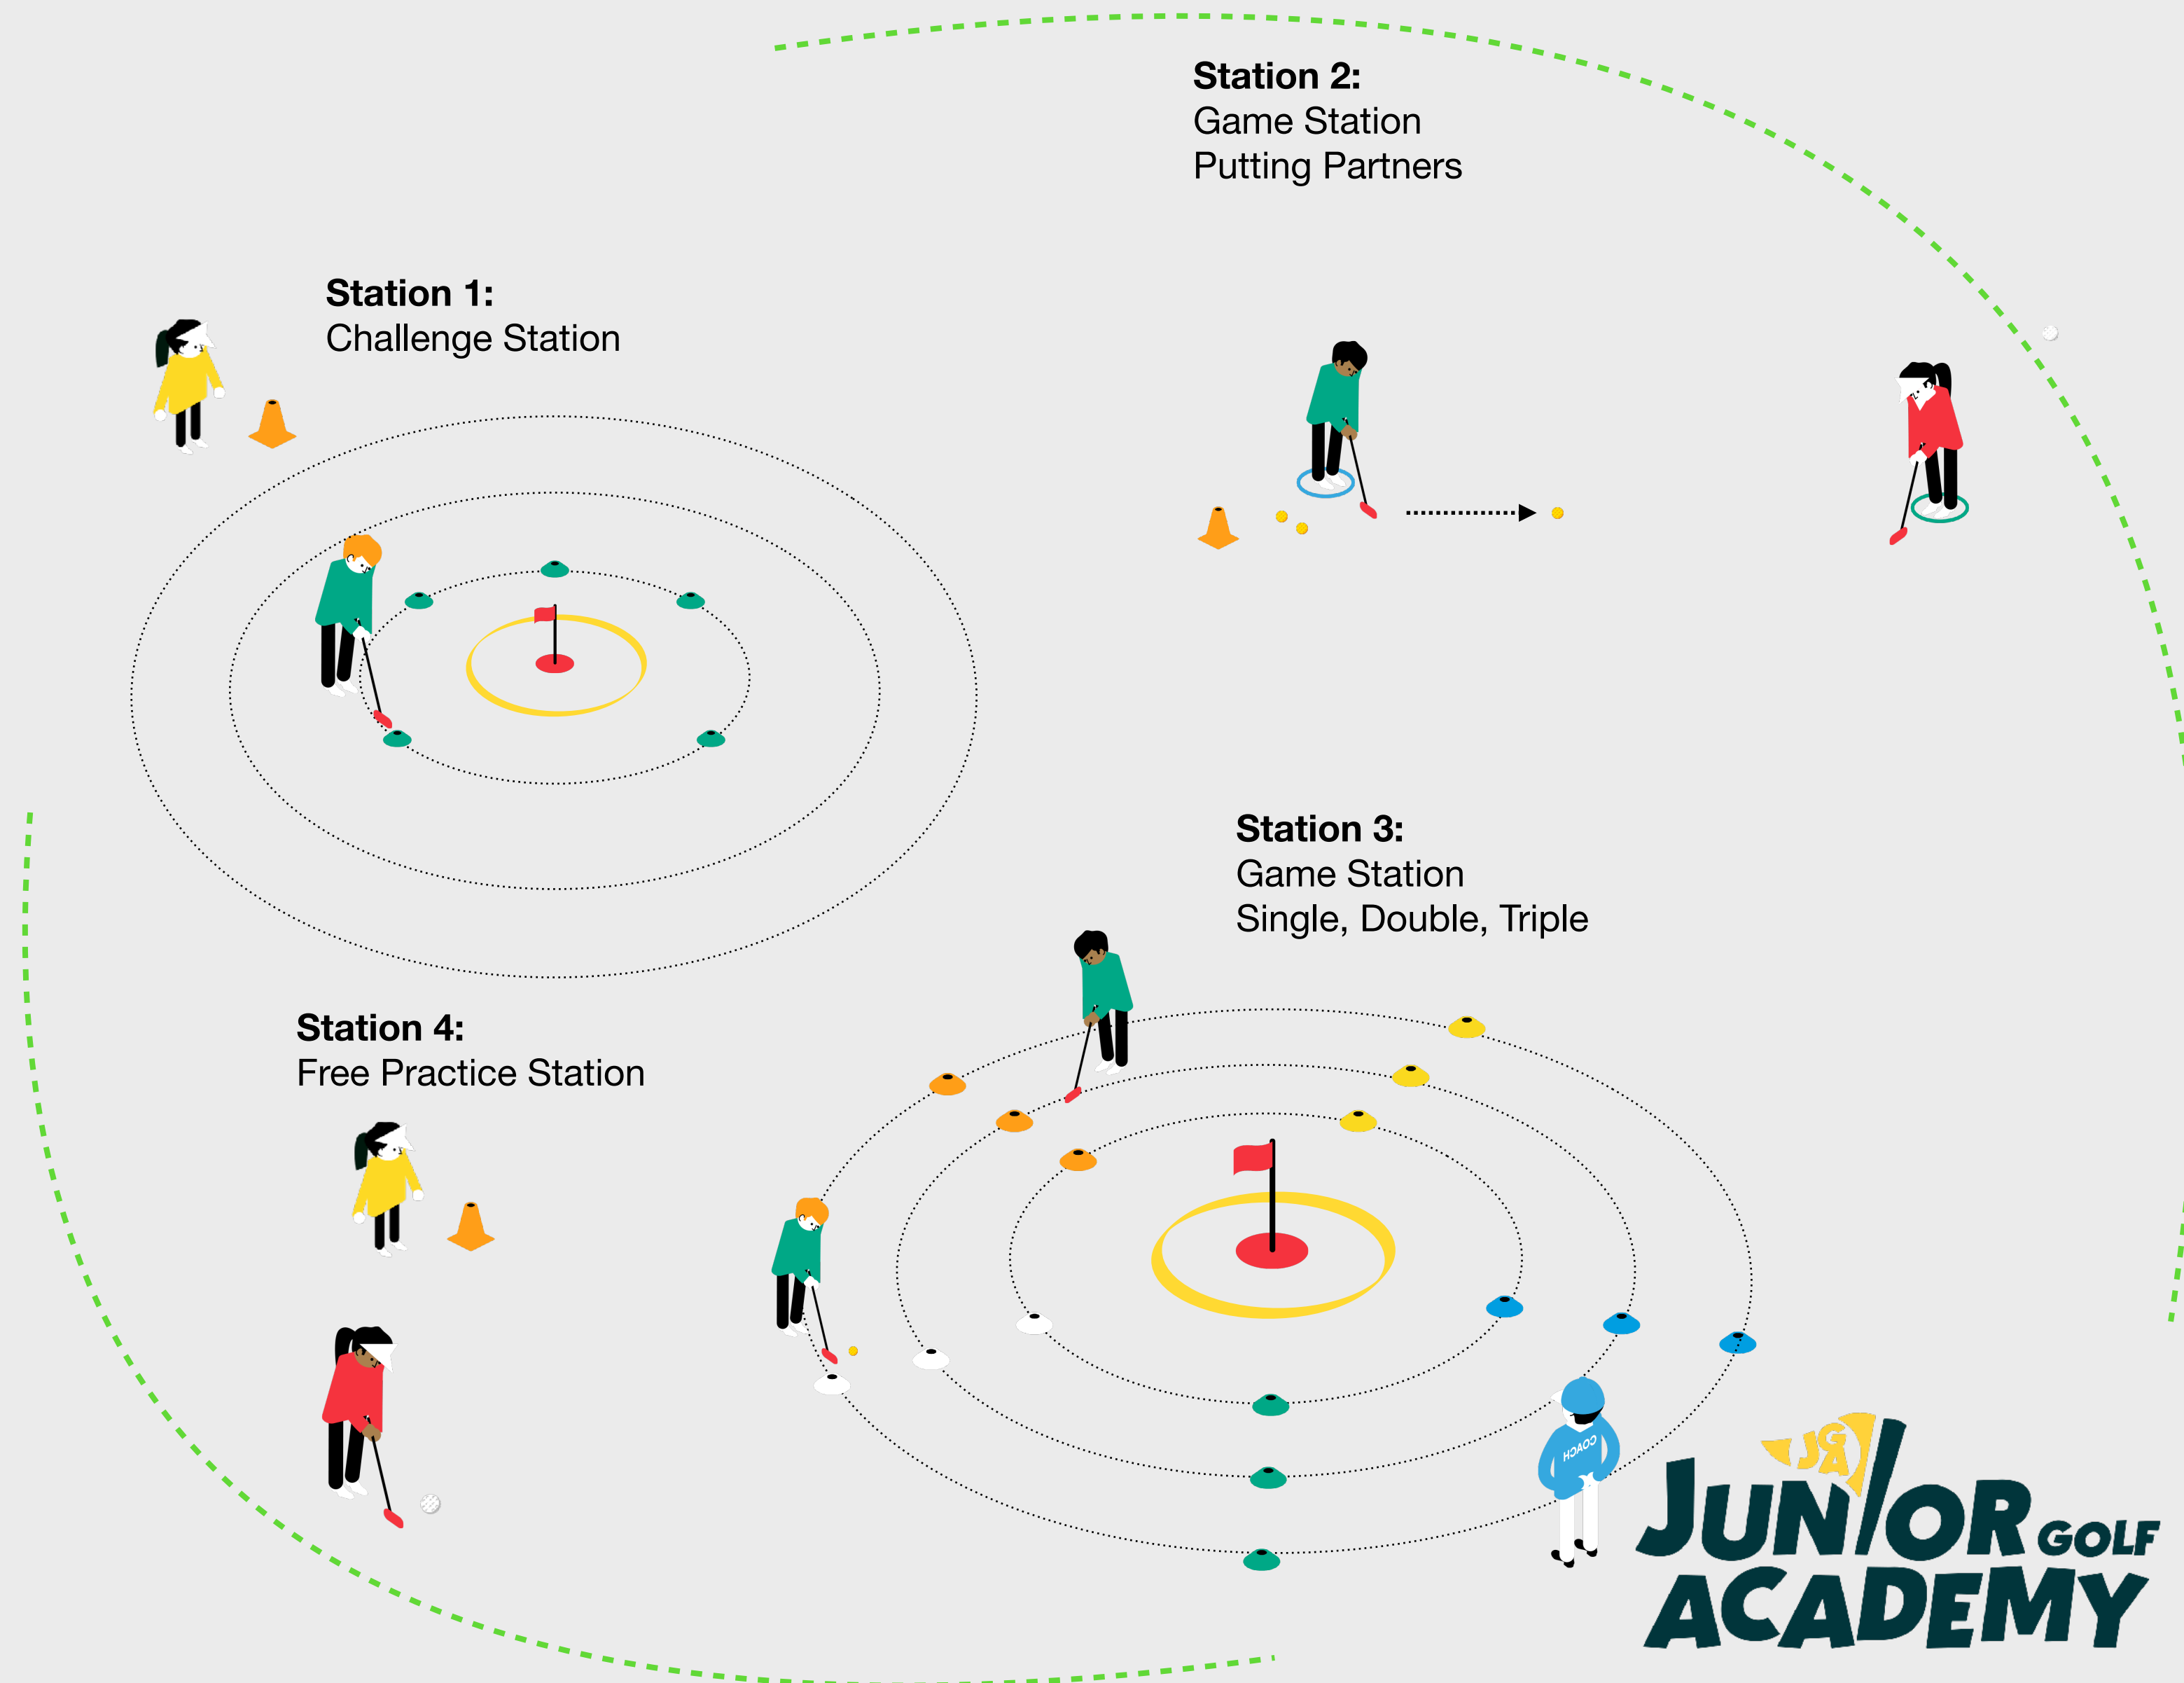 Station 2:
Game Station
Putting Partners
Station 1:
Challenge Station
Station 3:
Game Station
Single, Double, Triple
Station 4:
Free Practice Station
COACH
JGA
JUNIOR GOLF
ACADEMY